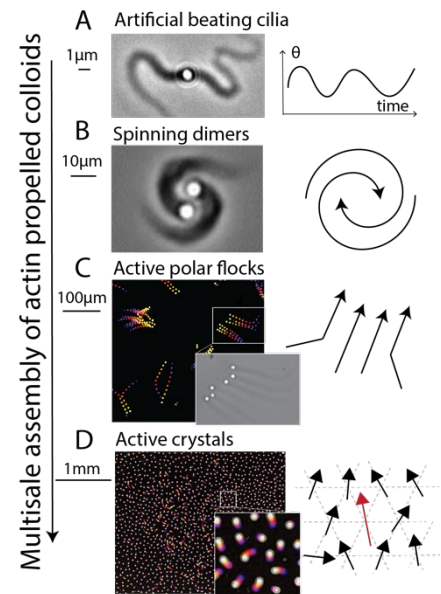 Multisale assembly of actin propelled colloids
A Artificial beating cilia
1μm
θ
time
B Spinning dimers
10μm
C Active polar flocks
100μm
D Active crystals
1mm